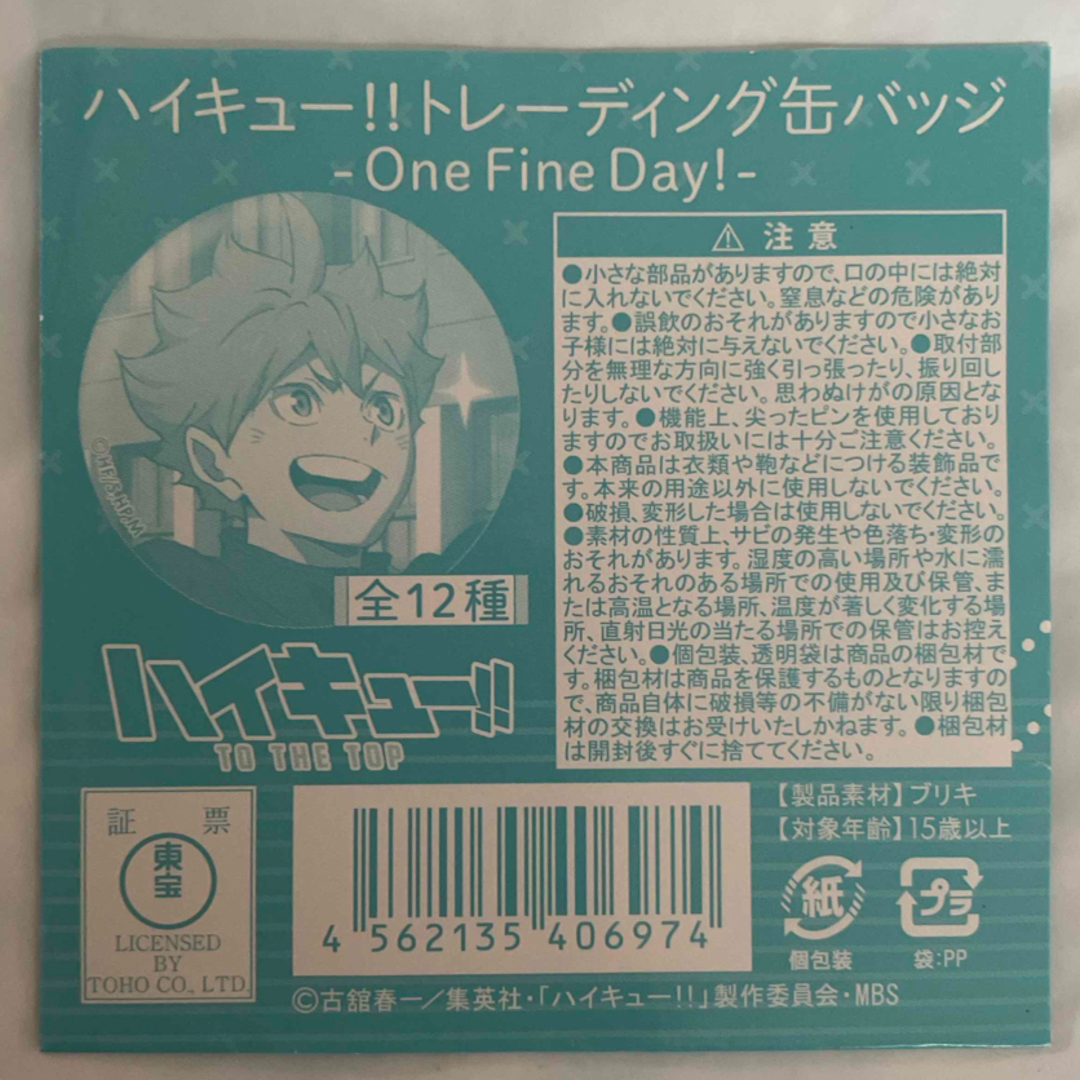 ハイキュー!!トレーディング缶バッジ
-One Fine Day!-
©HF/S,HP,M
全12種
ハイキュー!!
TO THE TOP
⚠ 注意
●小さな部品がありますので、口の中には絶対
に入れないでください。窒息などの危険があり
ます。●誤飲のおそれがありますので小さなお
子様には絶対に与えないでください。●取付部
分を無理な方向に強く引っ張ったり、振り回し
たりしないでください。思わぬけがの原因とな
ります。●機能上、尖ったピンを使用しており
ますのでお取扱いには十分ご注意ください。
●本商品は衣類や鞄などにつける装飾品で
す。本来の用途以外に使用しないでください。
●破損、変形した場合は使用しないでください。
●素材の性質上、サビの発生や色落ち・変形の
おそれがあります。湿度の高い場所や水に濡
れるおそれのある場所での使用及び保管、ま
たは高温となる場所、温度が著しく変化する場
所、直射日光の当たる場所での保管はお控え
ください。●個包装、透明袋は商品の梱包材で
す。梱包材は商品を保護するものとなりますの
で、商品自体に破損等の不備がない限り梱包
材の交換はお受けいたしかねます。●梱包材
は開封後すぐに捨ててください。
証票
東宝
LICENSED
BY
TOHO CO., LTD.
4 562135 406974
【製品素材】ブリキ
【対象年齢】15歳以上
紙
プラ
個包装
袋:PP
©古舘春一／集英社・「ハイキュー!!」製作委員会・MBS